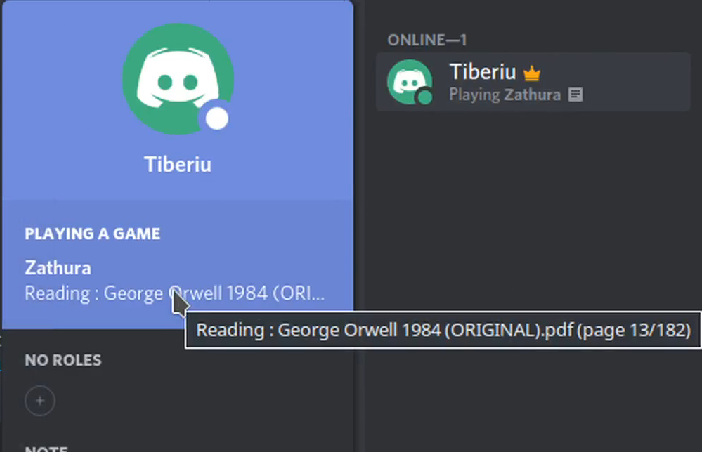 Tiberiu
PLAYING A GAME
Zathura
Reading : George Orwell 1984 (ORI...
Reading : George Orwell 1984 (ORIGINAL).pdf (page 13/182)
NO ROLES
NOTE
ONLINE—1
Tiberiu
Playing Zathura